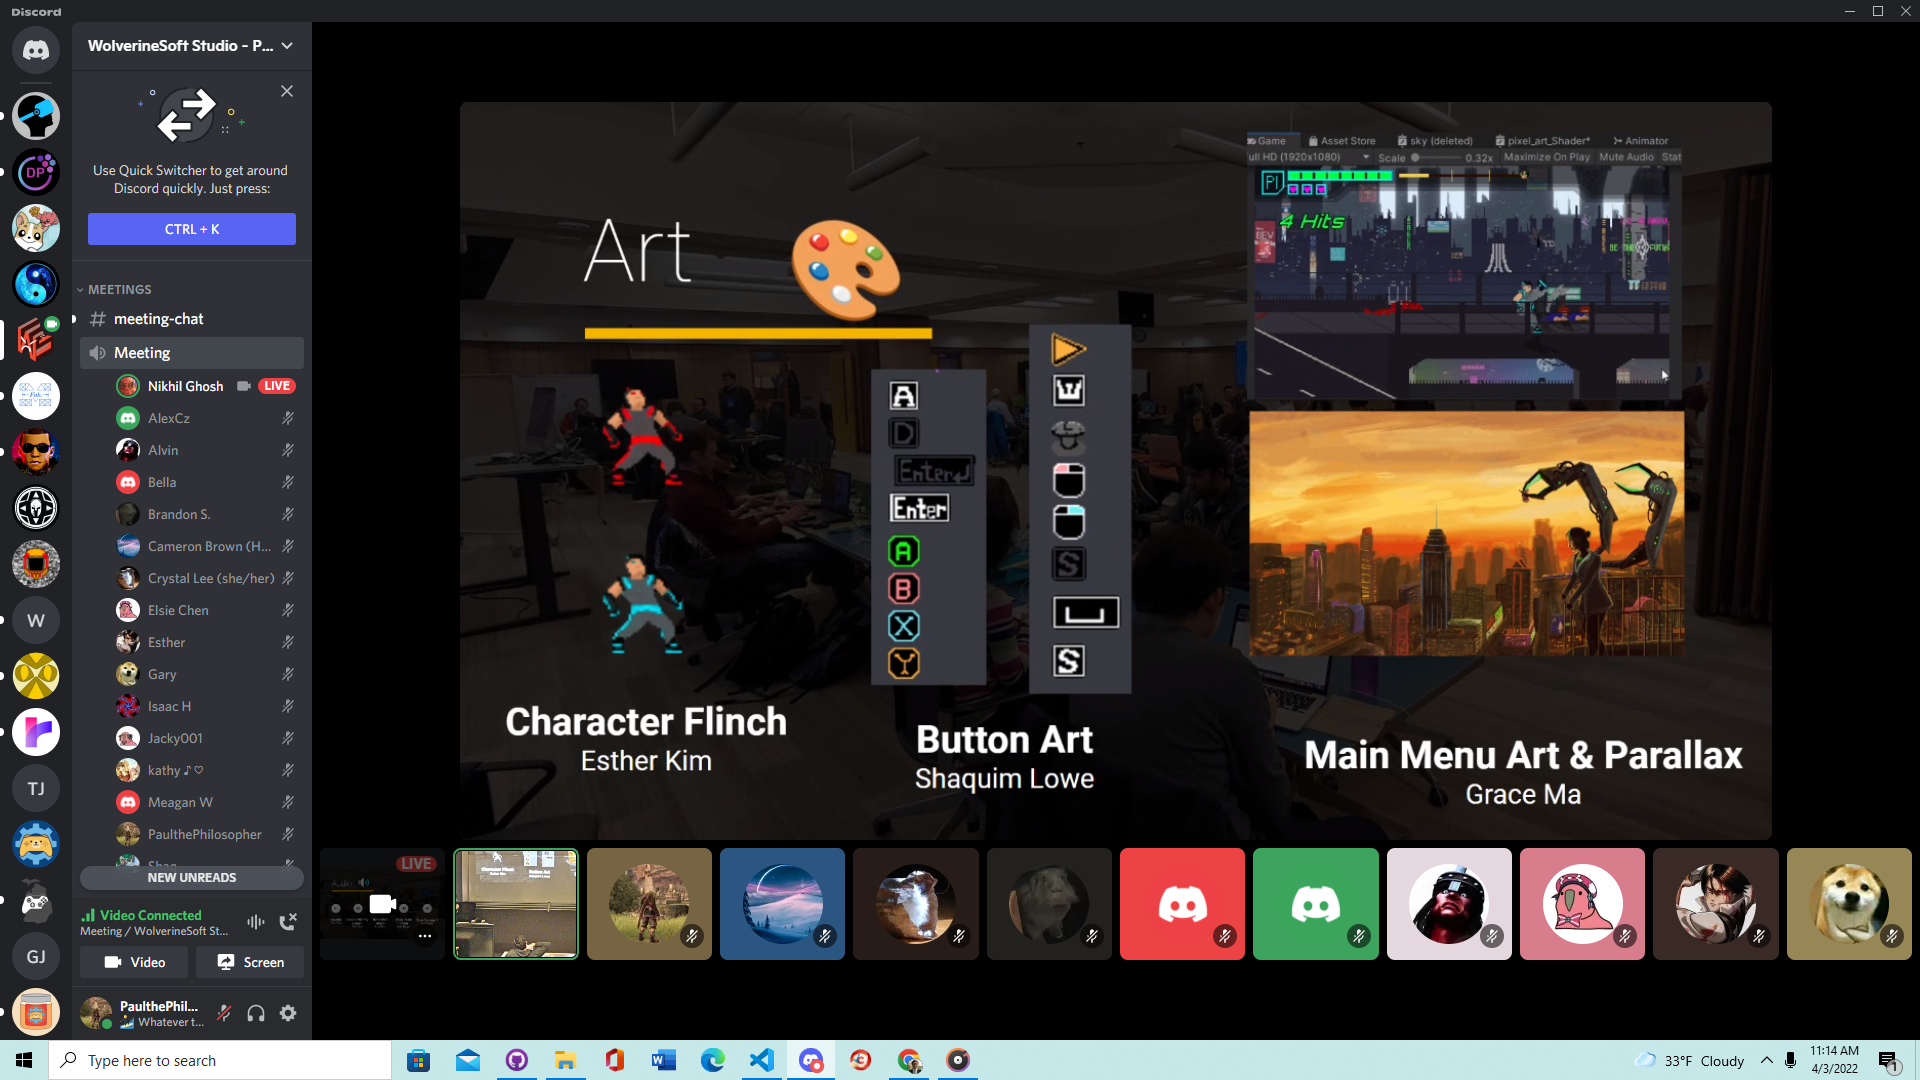 Discord
WolverineSoft Studio - P...
Use Quick Switcher to get around
Discord quickly. Just press:
CTRL + K
MEETINGS
meeting-chat
Meeting
Nikhil Ghosh LIVE
AlexCz
Alvin
Bella
Brandon S.
Cameron Brown (H...
Crystal Lee (she/her)
Elsie Chen
Esther
Gary
Isaac H
Jacky001
kathy ♪♡
Meagan W
PaulthePhilosopher
NEW UNREADS
Video Connected
Meeting / WolverineSoft St...
Video Screen
PaulthePhil...
Whatever t...
DP
W
TJ
GJ
Art
A
D
Enter
Enter
A
B
X
Y
W
S
S
Game Asset Store sky (deleted) pixel_art_Shader* Animator
ull HD (1920x1080) Scale 0.32x Maximize On Play Mute Audio Stat
P1
4 Hits
Character Flinch
Esther Kim
Button Art
Shaquim Lowe
Main Menu Art & Parallax
Grace Ma
LIVE
Type here to search
33°F Cloudy
11:14 AM
4/3/2022
1